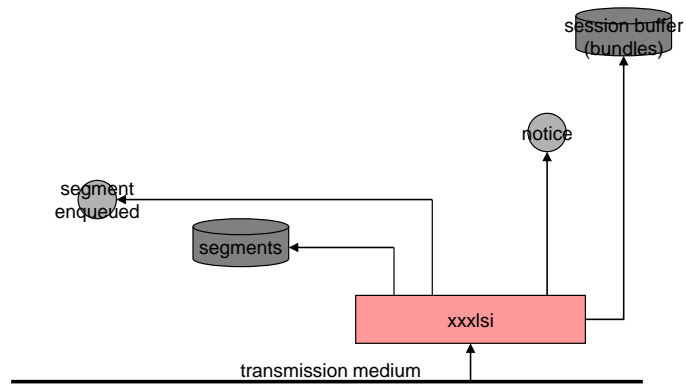 session buffer
(bundles)
notice
segment
enqueued
segments
xxxlsi
transmission medium